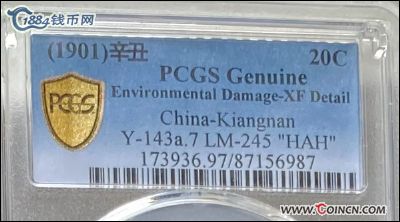 1884钱币网
(1901)辛丑 20C
PCGS Genuine
Environmental Damage-XF Detail
PCGS
China-Kiangnan
Y-143a.7 LM-245 "HAH"
173936.97/87156987
www.COINCN.COM